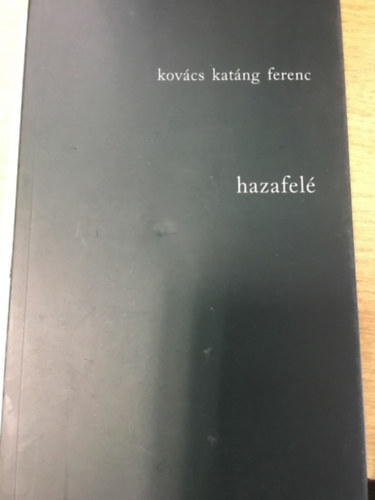 kovács katáng ferenc
hazafelé